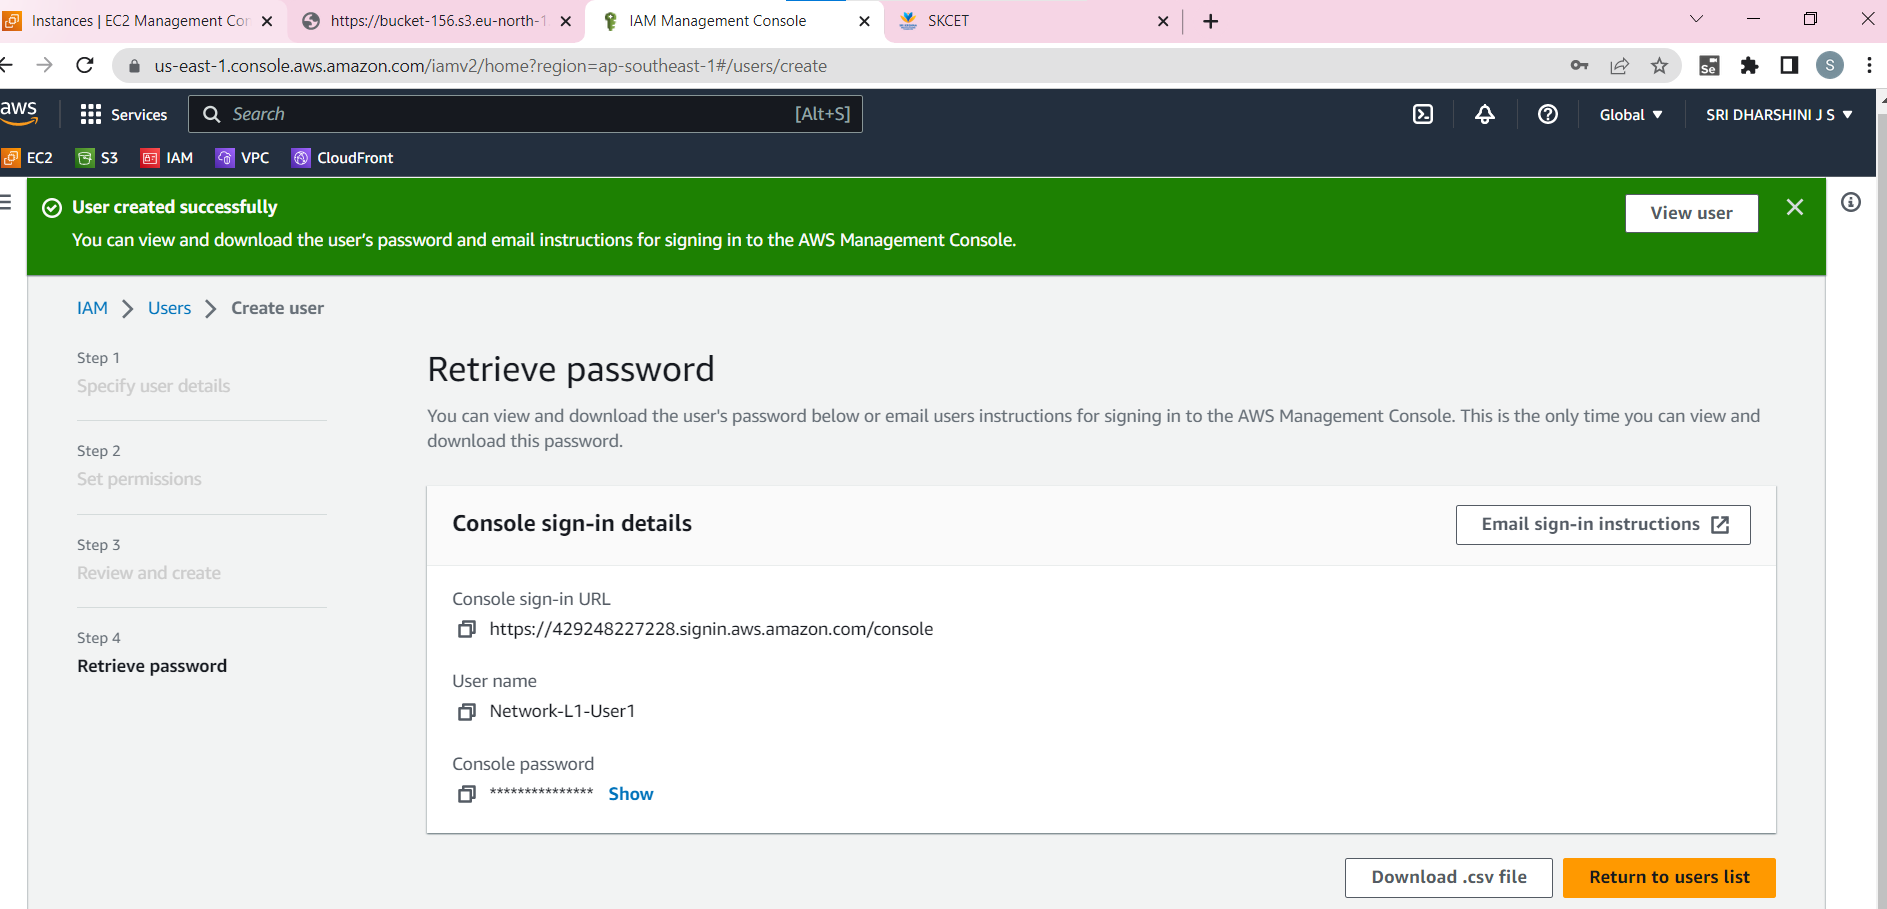 Instances | EC2 Management Cor
https://bucket-156.s3.eu-north-1
IAM Management Console
SKCET
us-east-1.console.aws.amazon.com/iamv2/home?region=ap-southeast-1#/users/create
Se
S
aws
Services
Search
[Alt+S]
Global
SRI DHARSHINI J S
EC2
S3
IAM
VPC
CloudFront
User created successfully
You can view and download the user's password and email instructions for signing in to the AWS Management Console.
View user
IAM
Users
Create user
Step 1
Specify user details
Step 2
Set permissions
Step 3
Review and create
Step 4
Retrieve password
Retrieve password
You can view and download the user's password below or email users instructions for signing in to the AWS Management Console. This is the only time you can view and
download this password.
Console sign-in details
Email sign-in instructions
Console sign-in URL
https://429248227228.signin.aws.amazon.com/console
User name
Network-L1-User1
Console password
*************** Show
Download .csv file
Return to users list